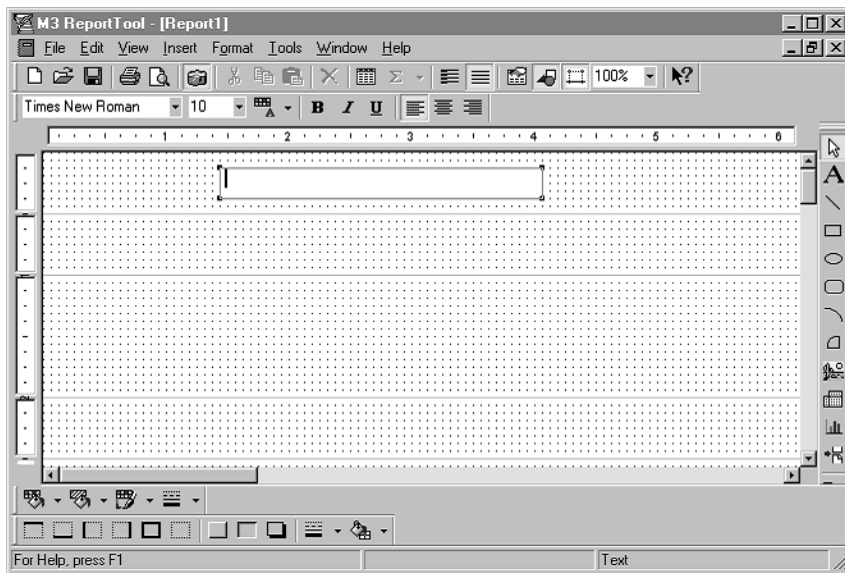 M3 ReportTool - [Report1]
File Edit View Insert Format Tools Window Help
100%
Times New Roman 10 B I U
1 2 3 4 5 6
A
For Help, press F1 Text